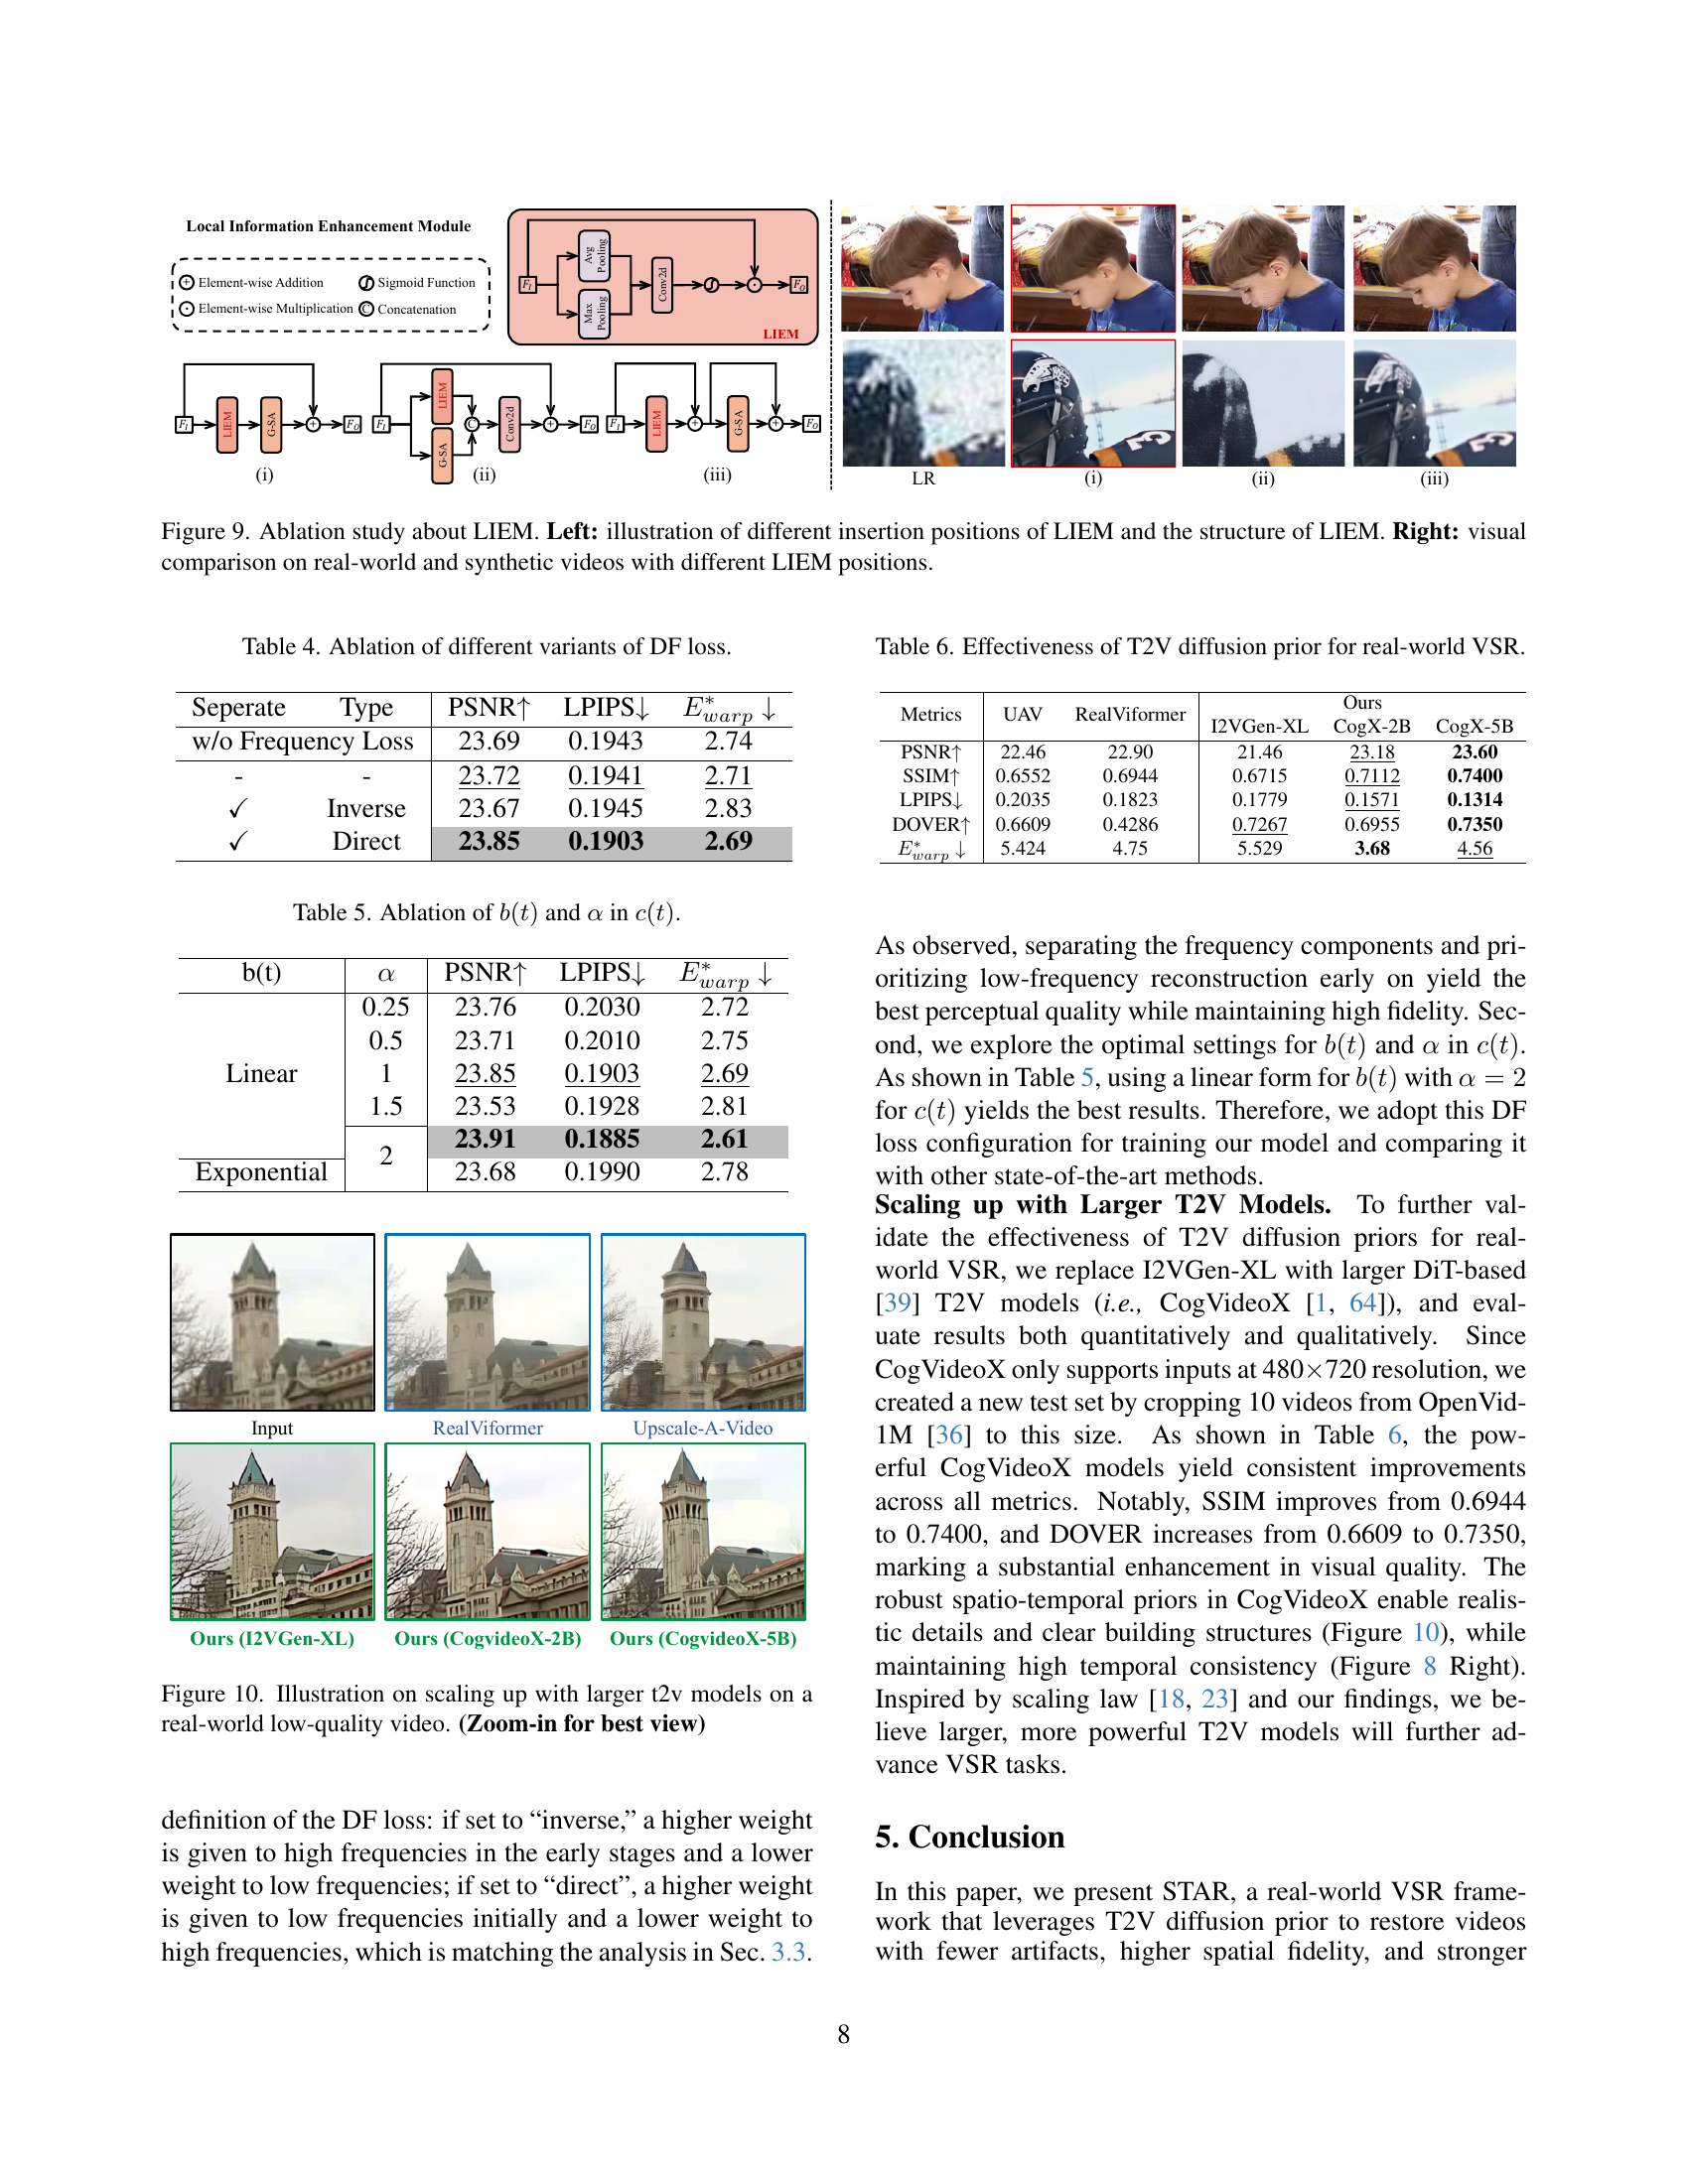 Local Information Enhancement Module
+ Element-wise Addition ∫ Sigmoid Function
· Element-wise Multiplication C Concatenation
F_I
Avg Pooling
Max Pooling
Conv2d
F_O
LIEM
F_I LIEM G-SA + F_O
(i)
F_I LIEM G-SA C Conv2d + F_O
(ii)
F_I LIEM + G-SA + F_O
(iii)
LR (i) (ii) (iii)
Figure 9. Ablation study about LIEM. Left: illustration of different insertion positions of LIEM and the structure of LIEM. Right: visual
comparison on real-world and synthetic videos with different LIEM positions.
Table 4. Ablation of different variants of DF loss.
Seperate Type PSNR↑ LPIPS↓ E*warp ↓
w/o Frequency Loss 23.69 0.1943 2.74
- - 23.72 0.1941 2.71
✓ Inverse 23.67 0.1945 2.83
✓ Direct 23.85 0.1903 2.69
Table 5. Ablation of b(t) and α in c(t).
b(t) α PSNR↑ LPIPS↓ E*warp ↓
0.25 23.76 0.2030 2.72
0.5 23.71 0.2010 2.75
Linear 1 23.85 0.1903 2.69
1.5 23.53 0.1928 2.81
2 23.91 0.1885 2.61
Exponential 23.68 0.1990 2.78
Input RealViformer Upscale-A-Video
Ours (I2VGen-XL) Ours (CogvideoX-2B) Ours (CogvideoX-5B)
Figure 10. Illustration on scaling up with larger t2v models on a
real-world low-quality video. (Zoom-in for best view)
definition of the DF loss: if set to “inverse,” a higher weight
is given to high frequencies in the early stages and a lower
weight to low frequencies; if set to “direct”, a higher weight
is given to low frequencies initially and a lower weight to
high frequencies, which is matching the analysis in Sec. 3.3.
Table 6. Effectiveness of T2V diffusion prior for real-world VSR.
Metrics UAV RealViformer Ours
I2VGen-XL CogX-2B CogX-5B
PSNR↑ 22.46 22.90 21.46 23.18 23.60
SSIM↑ 0.6552 0.6944 0.6715 0.7112 0.7400
LPIPS↓ 0.2035 0.1823 0.1779 0.1571 0.1314
DOVER↑ 0.6609 0.4286 0.7267 0.6955 0.7350
E*warp ↓ 5.424 4.75 5.529 3.68 4.56
As observed, separating the frequency components and pri-
oritizing low-frequency reconstruction early on yield the
best perceptual quality while maintaining high fidelity. Sec-
ond, we explore the optimal settings for b(t) and α in c(t).
As shown in Table 5, using a linear form for b(t) with α = 2
for c(t) yields the best results. Therefore, we adopt this DF
loss configuration for training our model and comparing it
with other state-of-the-art methods.
Scaling up with Larger T2V Models. To further val-
idate the effectiveness of T2V diffusion priors for real-
world VSR, we replace I2VGen-XL with larger DiT-based
[39] T2V models (i.e., CogVideoX [1, 64]), and eval-
uate results both quantitatively and qualitatively. Since
CogVideoX only supports inputs at 480×720 resolution, we
created a new test set by cropping 10 videos from OpenVid-
1M [36] to this size. As shown in Table 6, the pow-
erful CogVideoX models yield consistent improvements
across all metrics. Notably, SSIM improves from 0.6944
to 0.7400, and DOVER increases from 0.6609 to 0.7350,
marking a substantial enhancement in visual quality. The
robust spatio-temporal priors in CogVideoX enable realis-
tic details and clear building structures (Figure 10), while
maintaining high temporal consistency (Figure 8 Right).
Inspired by scaling law [18, 23] and our findings, we be-
lieve larger, more powerful T2V models will further ad-
vance VSR tasks.
5. Conclusion
In this paper, we present STAR, a real-world VSR frame-
work that leverages T2V diffusion prior to restore videos
with fewer artifacts, higher spatial fidelity, and stronger
8